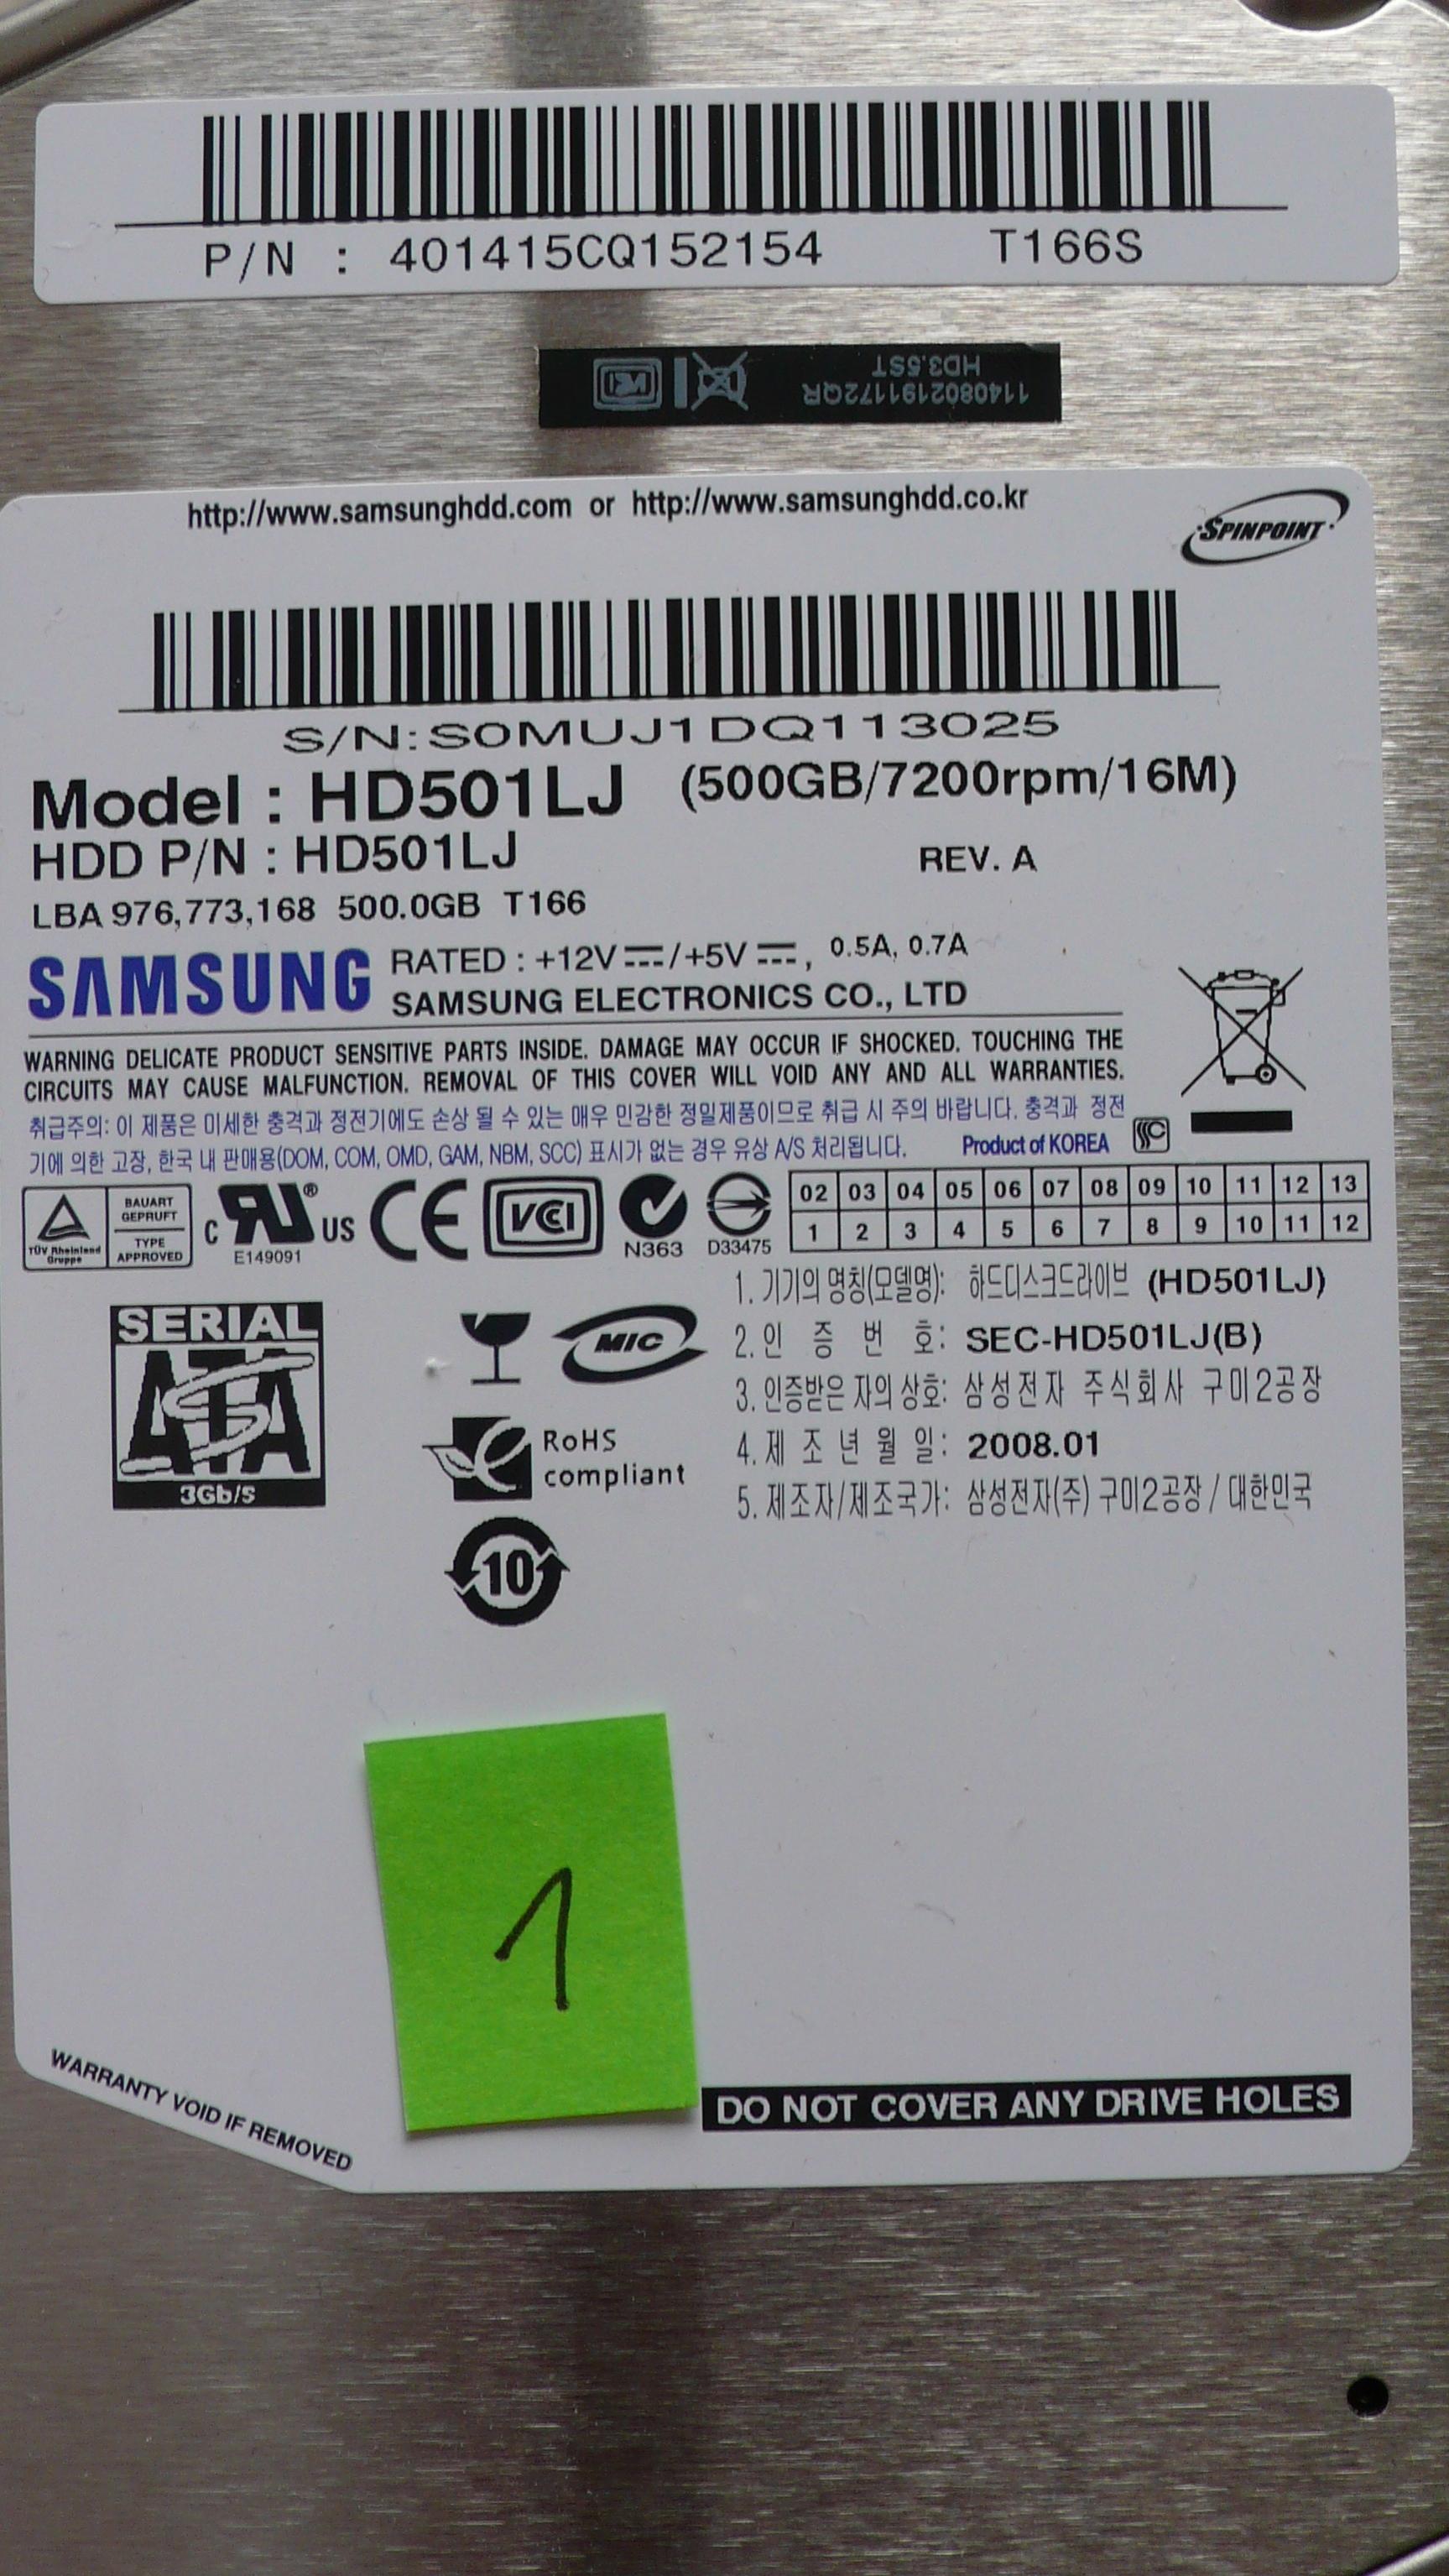 P/N : 401415CQ152154 T166S
HD3.5ST
1140802191172QR
VCCI
http://www.samsunghdd.com or http://www.samsunghdd.co.kr
SPINPOINT
S/N:S0MUJ1DQ113025
Model : HD501LJ (500GB/7200rpm/16M)
HDD P/N : HD501LJ REV. A
LBA 976,773,168 500.0GB T166
SAMSUNG RATED : +12V⎓/+5V⎓, 0.5A, 0.7A
SAMSUNG ELECTRONICS CO., LTD
WARNING DELICATE PRODUCT SENSITIVE PARTS INSIDE. DAMAGE MAY OCCUR IF SHOCKED. TOUCHING THE
CIRCUITS MAY CAUSE MALFUNCTION. REMOVAL OF THIS COVER WILL VOID ANY AND ALL WARRANTIES.
취급주의: 이 제품은 미세한 충격과 정전기에도 손상 될 수 있는 매우 민감한 정밀제품이므로 취급 시 주의 바랍니다. 충격과 정전
기에 의한 고장, 한국 내 판매용(DOM, COM, OMD, GAM, NBM, SCC) 표시가 없는 경우 유상 A/S 처리됩니다. Product of KOREA
TÜV Rheinland Gruppe
BAUART GEPRUFT
TYPE APPROVED
C RU ® US
E149091
CE
VCCI
N363
D33475
02 03 04 05 06 07 08 09 10 11 12 13
1 2 3 4 5 6 7 8 9 10 11 12
SERIAL
ATA
3Gb/s
MIC
RoHS
compliant
10
1. 기기의 명칭(모델명): 하드디스크드라이브 (HD501LJ)
2. 인 증 번 호: SEC-HD501LJ(B)
3. 인증받은 자의 상호: 삼성전자 주식회사 구미2공장
4. 제 조 년 월 일: 2008.01
5. 제조자/제조국가: 삼성전자(주) 구미2공장 / 대한민국
1
WARRANTY VOID IF REMOVED
DO NOT COVER ANY DRIVE HOLES